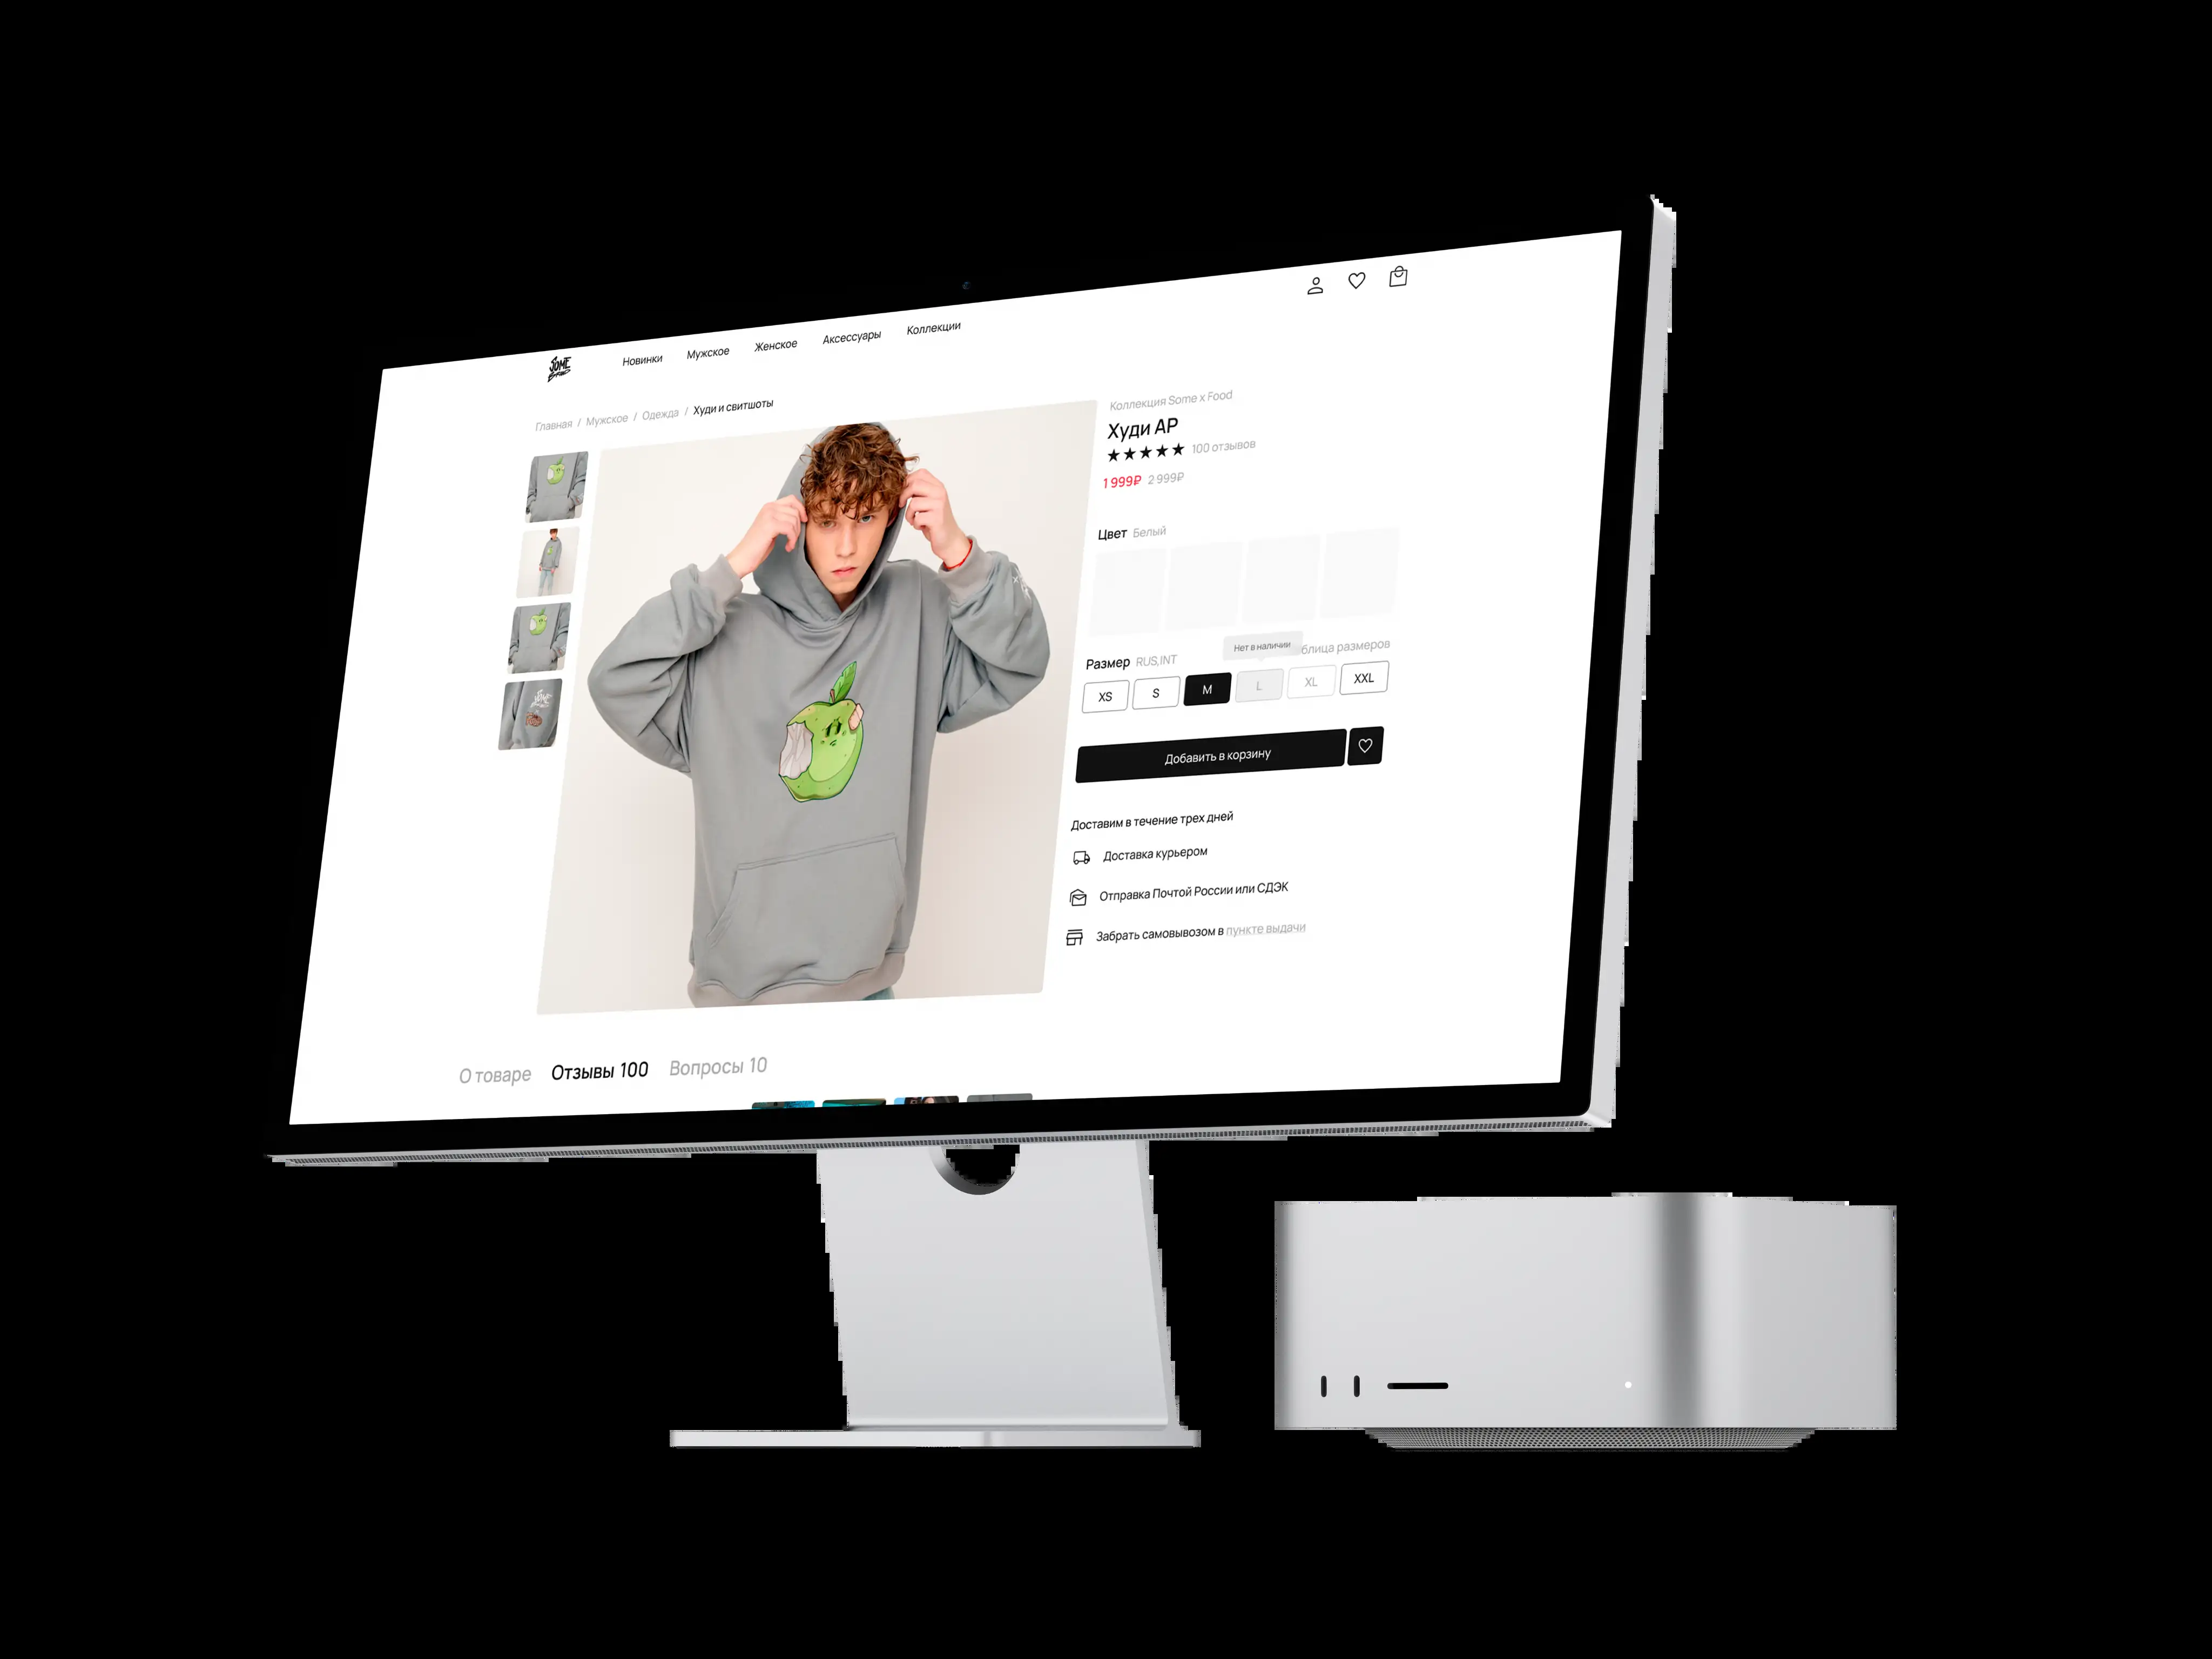 SOME
Новинки Мужское Женское Аксессуары Коллекции
Главная / Мужское / Одежда / Худи и свитшоты
Коллекция Some x Food
Худи AP
★★★★★ 100 отзывов
1 999₽ 2 999₽
Цвет Белый
Нет в наличии
блица размеров
Размер RUS,INT
XS S M L XL XXL
Добавить в корзину
Доставим в течение трех дней
Доставка курьером
Отправка Почтой России или СДЭК
Забрать самовывозом в пункте выдачи
О товаре Отзывы 100 Вопросы 10